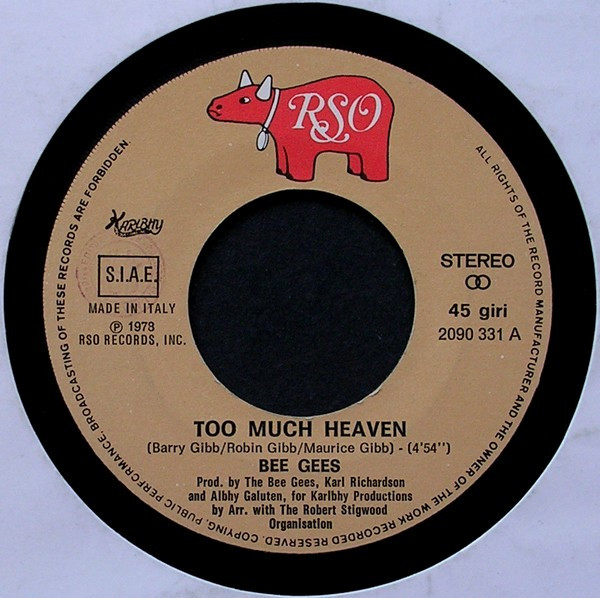 RSO
ALL RIGHTS OF THE RECORD MANUFACTURER AND THE OWNER OF THE WORK RECORDED RESERVED. COPYING, PUBLIC PERFORMANCE, BROADCASTING OF THESE RECORDS ARE FORBIDDEN.
KARLBHY
S.I.A.E.
MADE IN ITALY
℗ 1978
RSO RECORDS, INC.
STEREO
45 giri
2090 331 A
TOO MUCH HEAVEN
(Barry Gibb/Robin Gibb/Maurice Gibb) - (4'54")
BEE GEES
Prod. by The Bee Gees, Karl Richardson
and Albhy Galuten, for Karlbhy Productions
by Arr. with The Robert Stigwood
Organisation